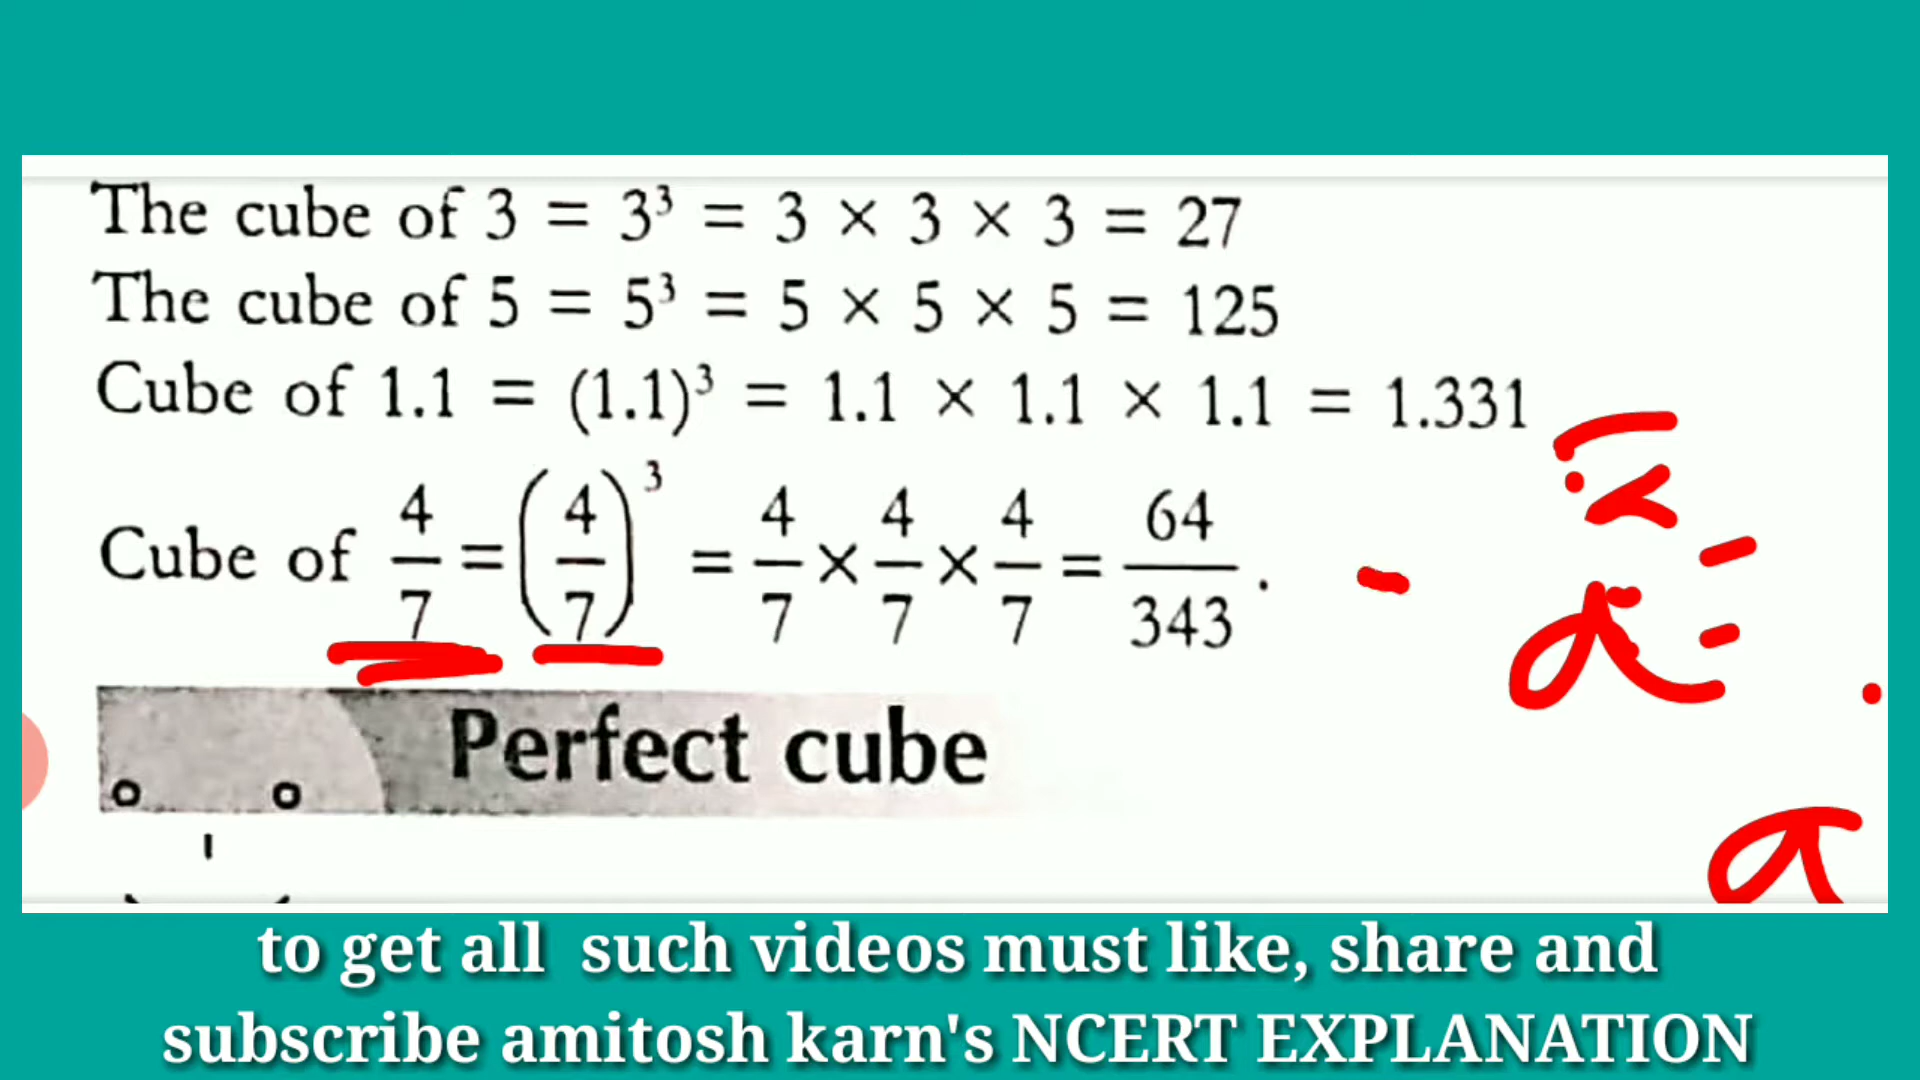 The cube of 3 = 3³ = 3 × 3 × 3 = 27
The cube of 5 = 5³ = 5 × 5 × 5 = 125
Cube of 1.1 = (1.1)³ = 1.1 × 1.1 × 1.1 = 1.331
Cube of 4/7 = (4/7)³ = 4/7 × 4/7 × 4/7 = 64/343.
Perfect cube
to get all such videos must like, share and
subscribe amitosh karn's NCERT EXPLANATION